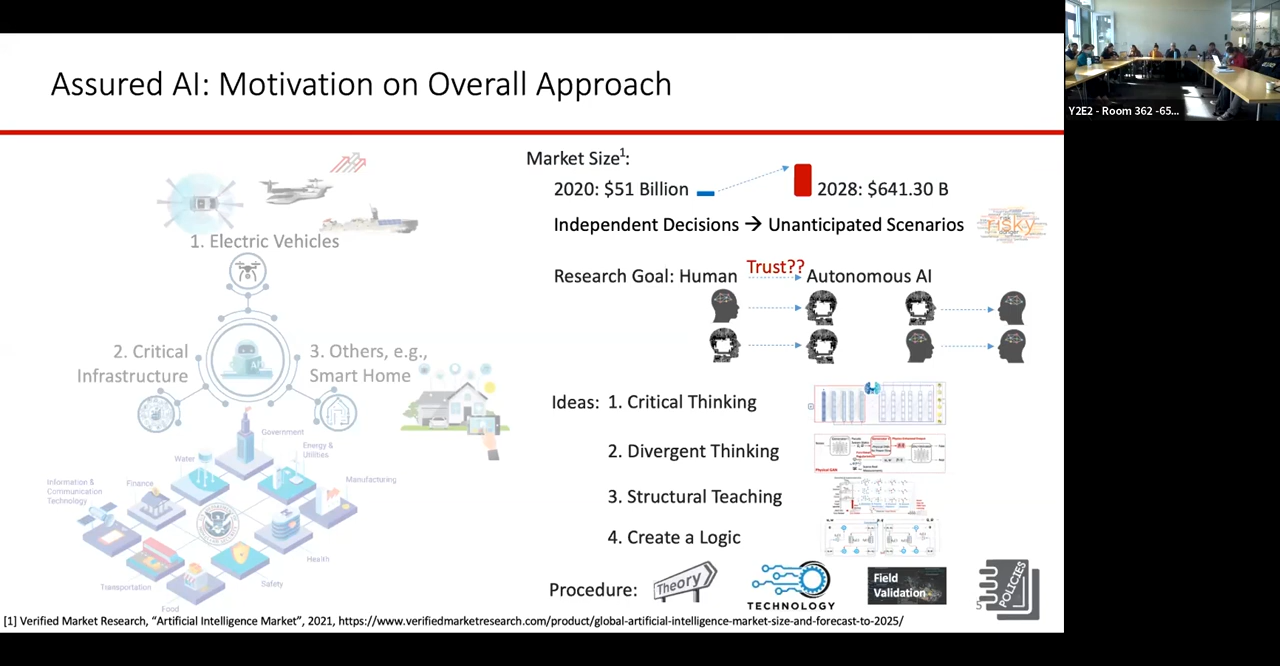 Assured AI: Motivation on Overall Approach
Y2E2 - Room 362 -65...
Market Size1:
2020: $51 Billion
2028: $641.30 B
Independent Decisions → Unanticipated Scenarios
risky
Research Goal: Human
Trust??
Autonomous AI
1. Electric Vehicles
2. Critical
Infrastructure
3. Others, e.g.,
Smart Home
AI
Government
Energy &
Utilities
Water
Manufacturing
Finance
Information &
Communication
Technology
Health
Transportation
Safety
Food
Ideas: 1. Critical Thinking
2. Divergent Thinking
Physical GAN
3. Structural Teaching
4. Create a Logic
Procedure:
Theory
TECHNOLOGY
Field
Validation
POLICIES
5
[1] Verified Market Research, “Artificial Intelligence Market”, 2021, https://www.verifiedmarketresearch.com/product/global-artificial-intelligence-market-size-and-forecast-to-2025/